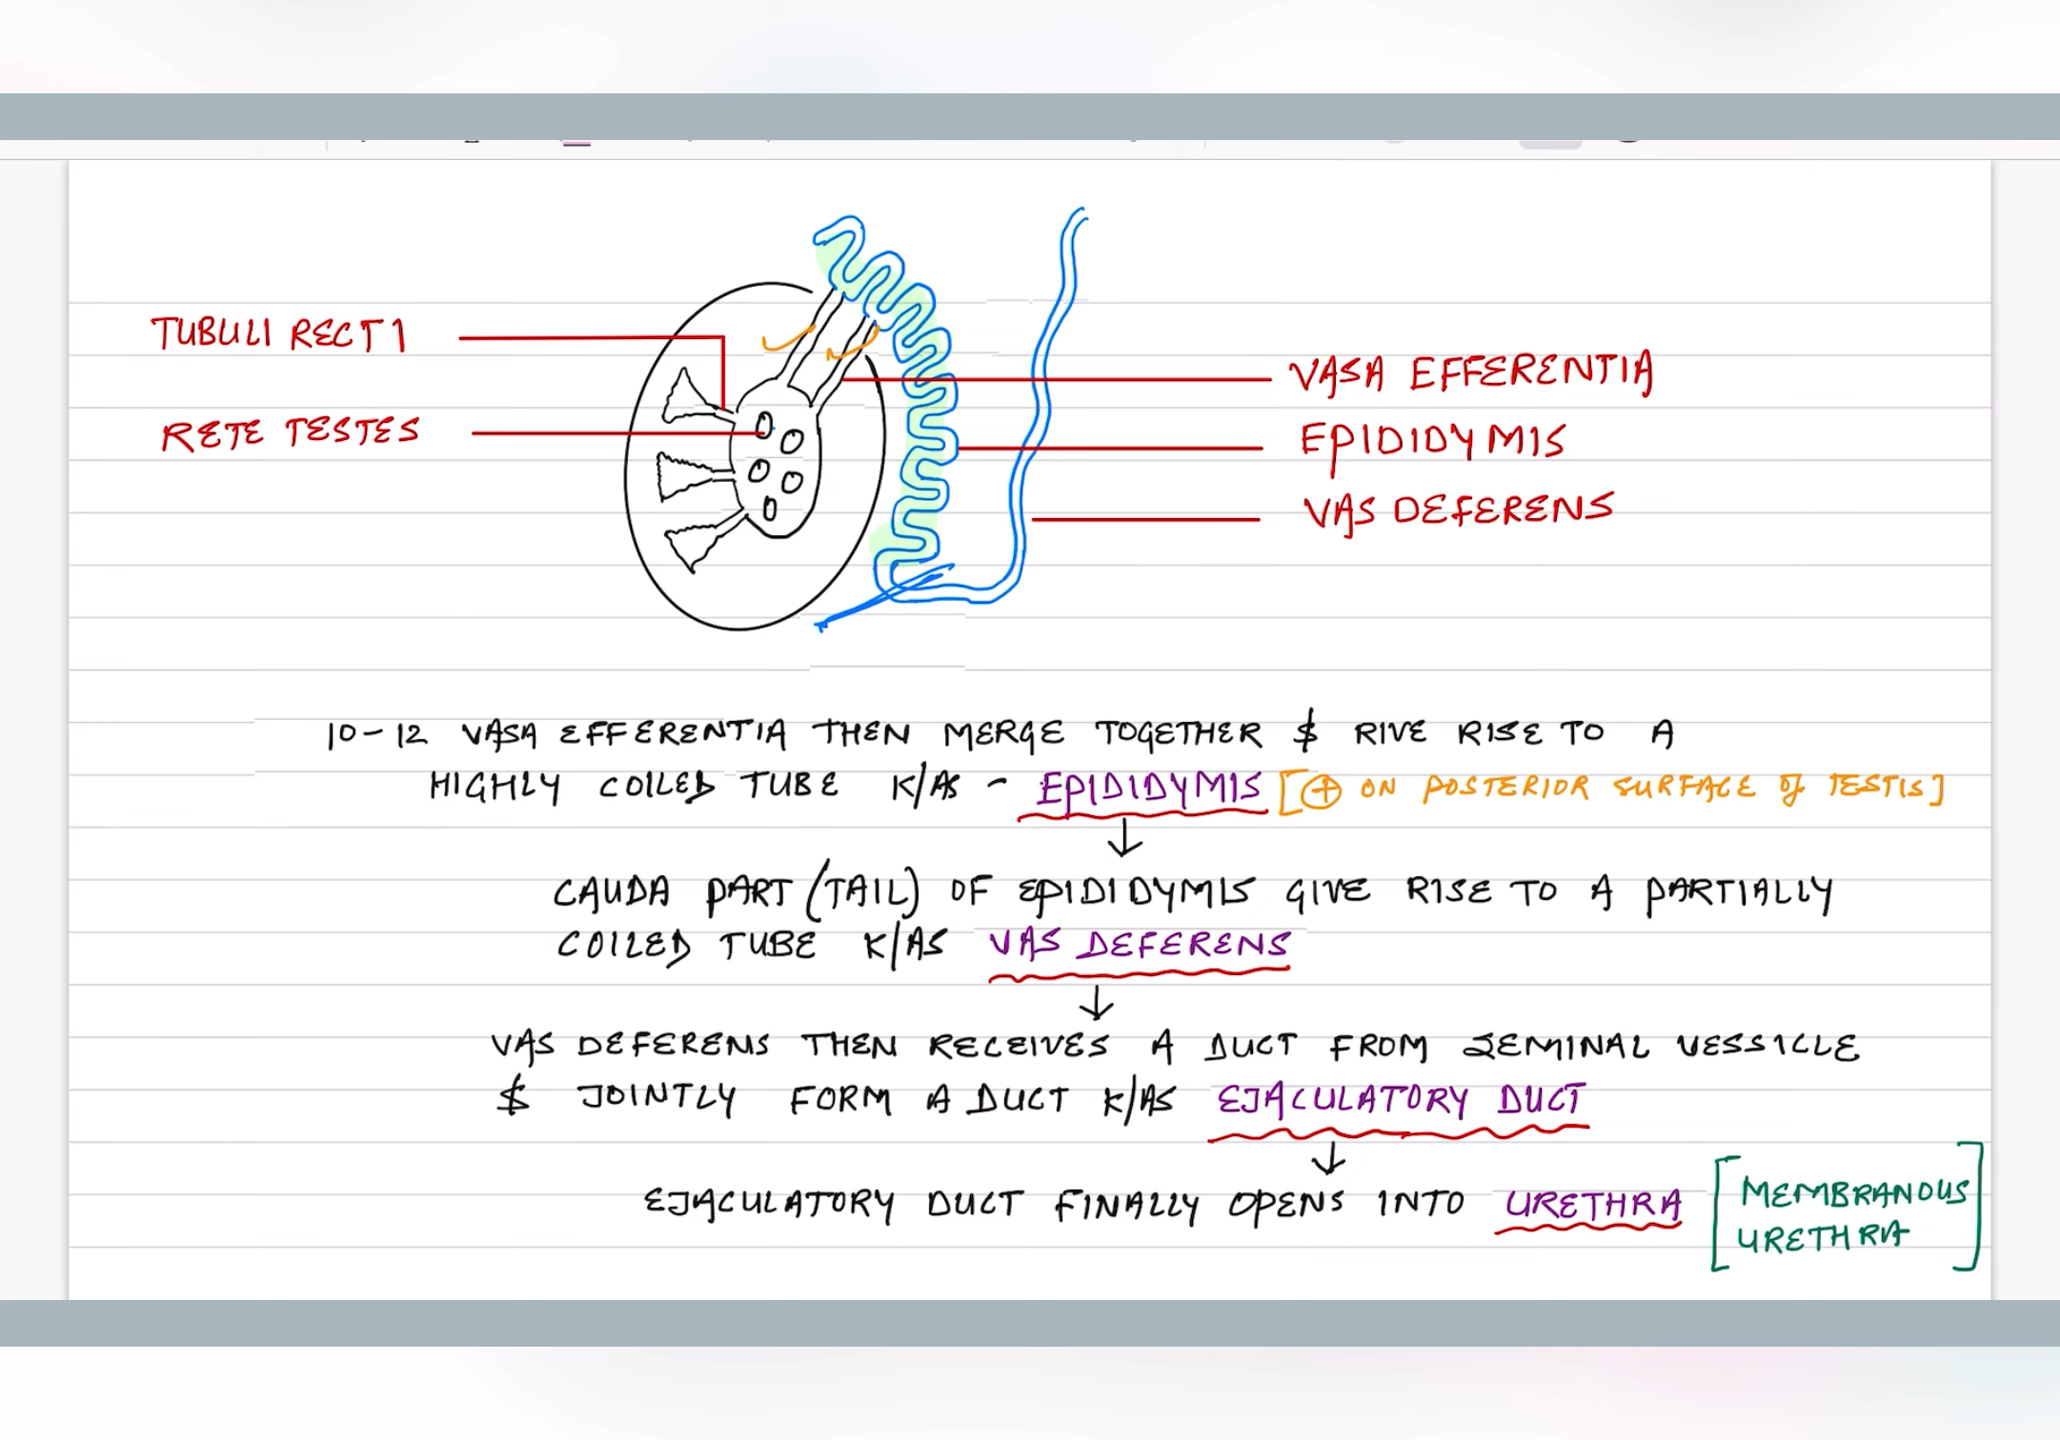 TUBULI RECTI
RETE TESTES
VASA EFFERENTIA
EPIDIDYMIS
VAS DEFERENS
10-12 VASA EFFERENTIA THEN MERGE TOGETHER $ RIVE RISE TO A
HIGHLY COILED TUBE K/AS - EPIDIDYMIS [⊕ ON POSTERIOR SURFACE of TESTIS]
↓
CAUDA PART (TAIL) OF EPIDIDYMIS GIVE RISE TO A PARTIALLY
COILED TUBE K/AS VAS DEFERENS
↓
VAS DEFERENS THEN RECEIVES A DUCT FROM SEMINAL VESSICLE
$ JOINTLY FORM A DUCT K/AS EJACULATORY DUCT
↓
EJACULATORY DUCT FINALLY OPENS INTO URETHRA [MEMBRANOUS
URETHRA]